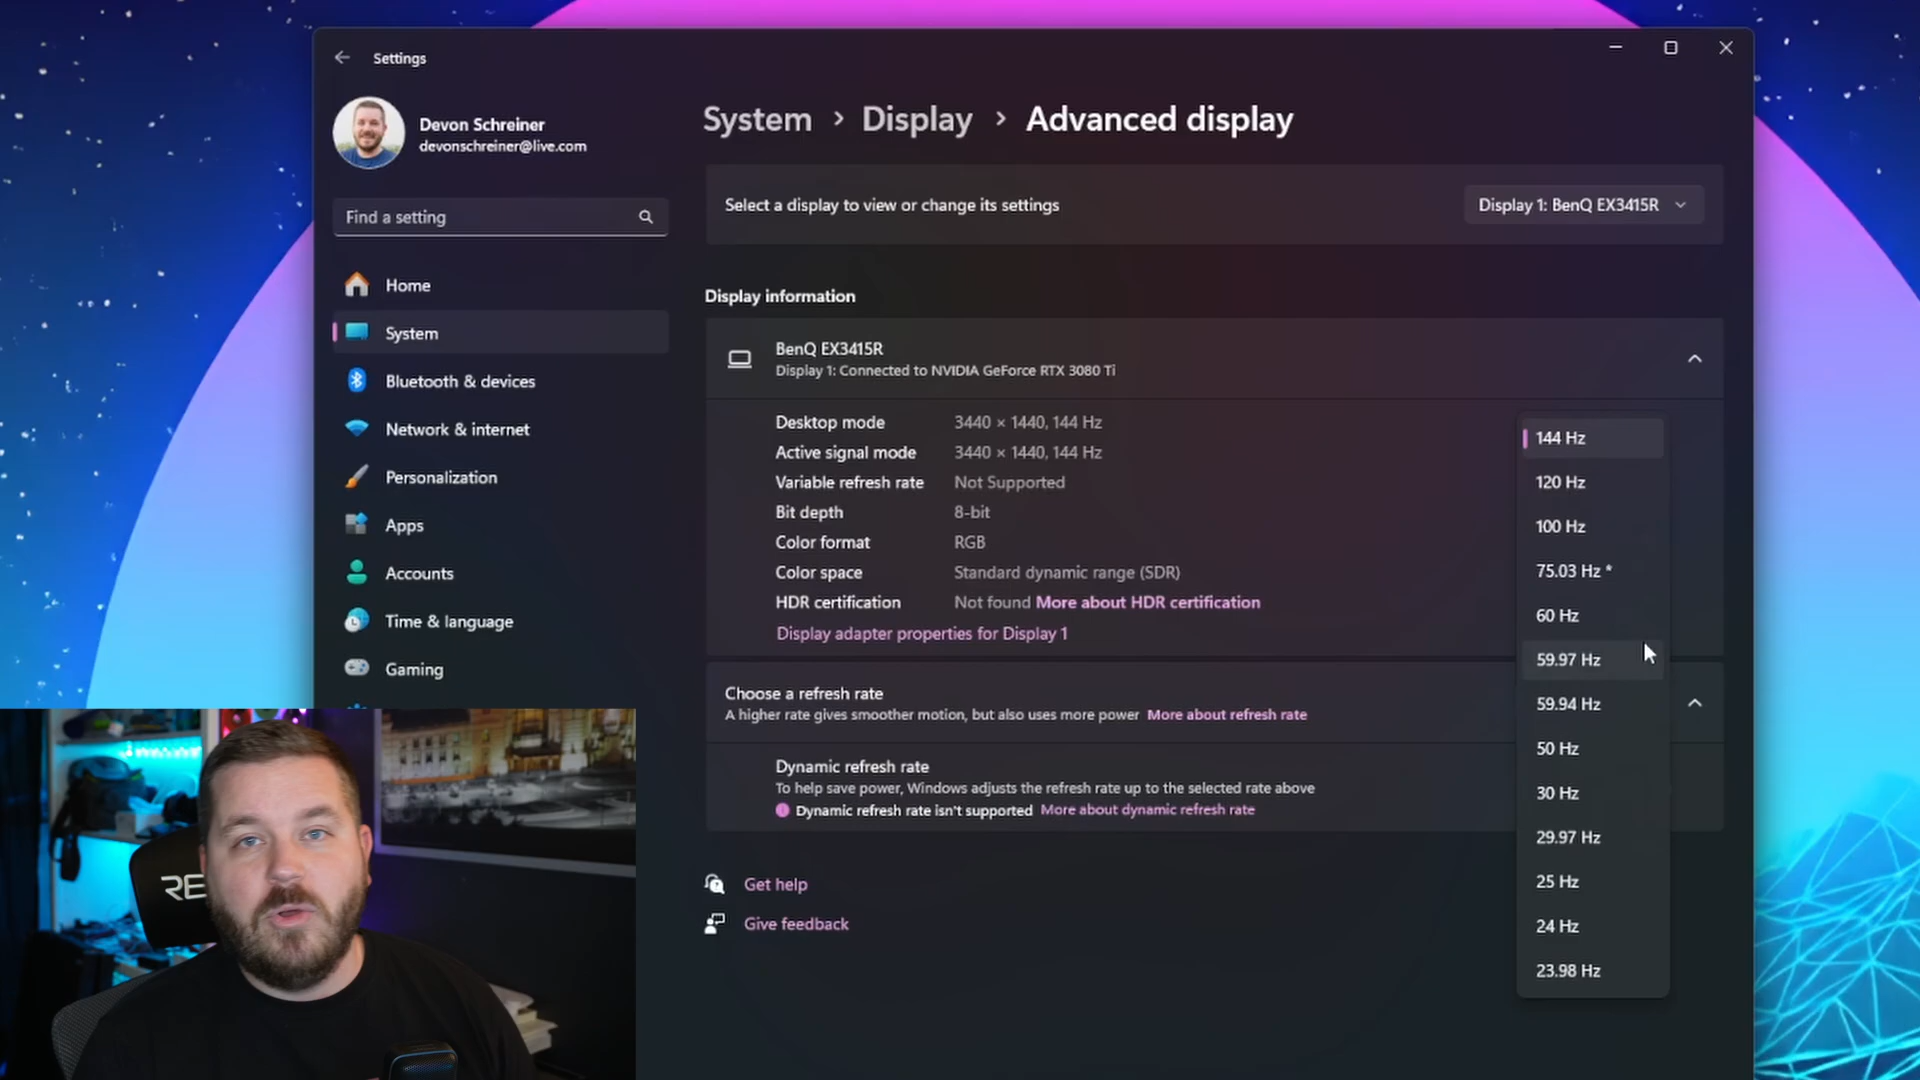 Settings
Devon Schreiner
devonschreiner@live.com
Find a setting
Home
System
Bluetooth & devices
Network & internet
Personalization
Apps
Accounts
Time & language
Gaming
System > Display > Advanced display
Select a display to view or change its settings
Display 1: BenQ EX3415R
Display information
BenQ EX3415R
Display 1: Connected to NVIDIA GeForce RTX 3080 Ti
Desktop mode 3440 × 1440, 144 Hz
Active signal mode 3440 × 1440, 144 Hz
Variable refresh rate Not Supported
Bit depth 8-bit
Color format RGB
Color space Standard dynamic range (SDR)
HDR certification Not found More about HDR certification
Display adapter properties for Display 1
Choose a refresh rate
A higher rate gives smoother motion, but also uses more power More about refresh rate
Dynamic refresh rate
To help save power, Windows adjusts the refresh rate up to the selected rate above
Dynamic refresh rate isn't supported More about dynamic refresh rate
Get help
Give feedback
144 Hz
120 Hz
100 Hz
75.03 Hz *
60 Hz
59.97 Hz
59.94 Hz
50 Hz
30 Hz
29.97 Hz
25 Hz
24 Hz
23.98 Hz
RE